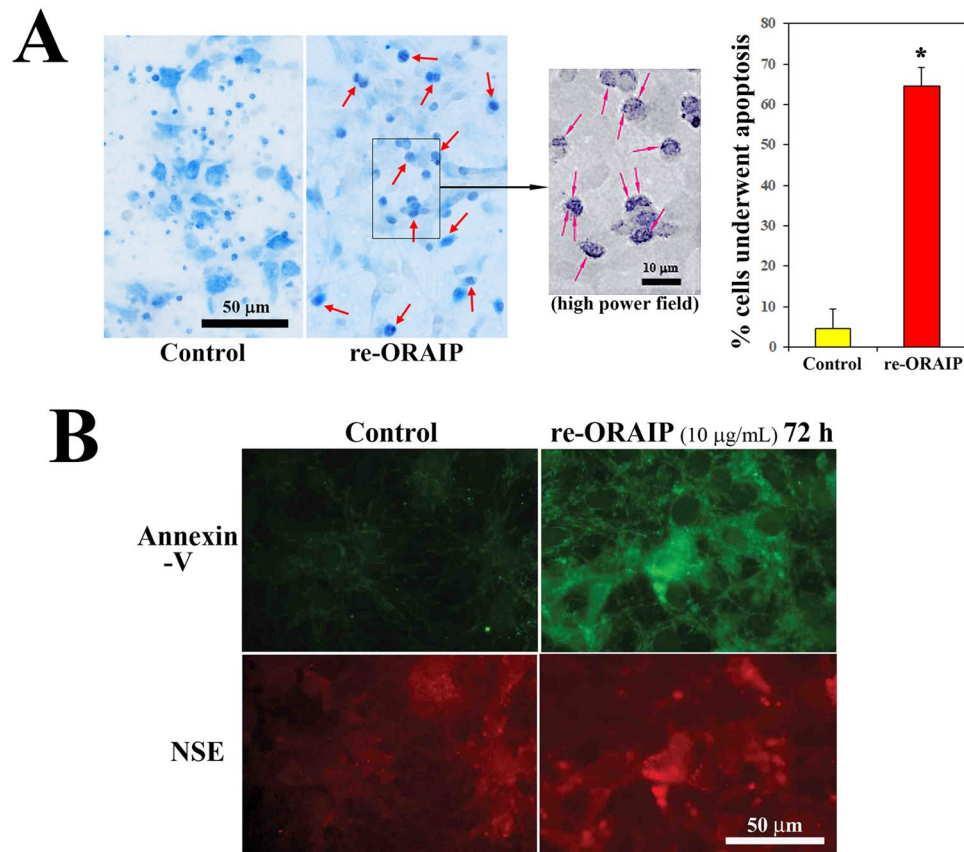 A
50 μm
Control
re-ORAIP
10 μm
(high power field)
% cells underwent apoptosis
80
70
60
50
40
30
20
10
0
*
Control
re-ORAIP
B
Control
re-ORAIP (10 μg/mL) 72 h
Annexin
-V
NSE
50 μm